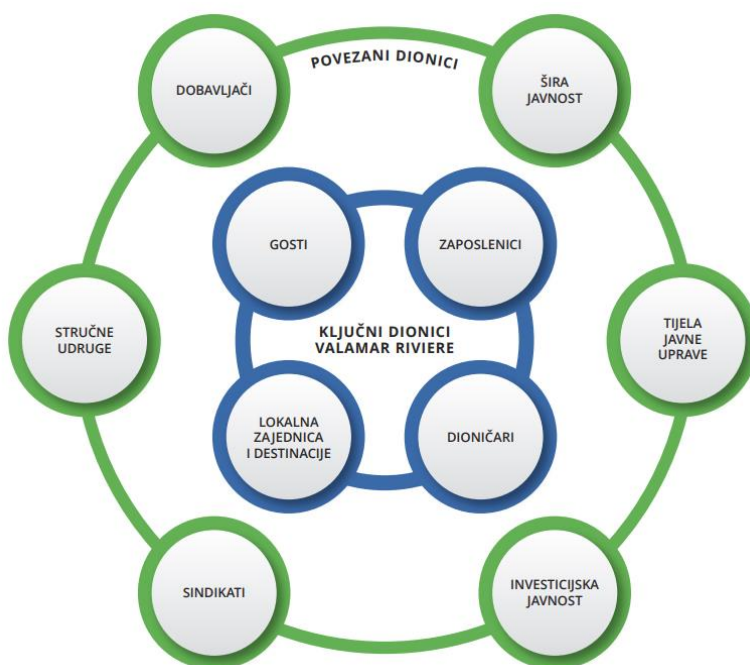 POVEZANI DIONICI
DOBAVLJAČI
ŠIRA
JAVNOST
GOSTI
ZAPOSLENICI
KLJUČNI DIONICI
VALAMAR RIVIERE
STRUČNE
UDRUGE
TIJELA
JAVNE
UPRAVE
LOKALNA
ZAJEDNICA
I DESTINACIJE
DIONIČARI
SINDIKATI
INVESTICIJSKA
JAVNOST